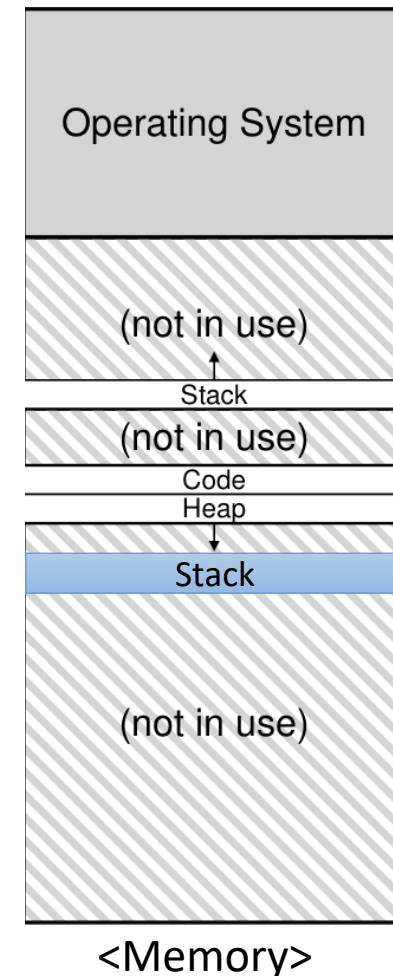 Operating System
(not in use)
Stack
(not in use)
Code
Heap
Stack
(not in use)
<Memory>